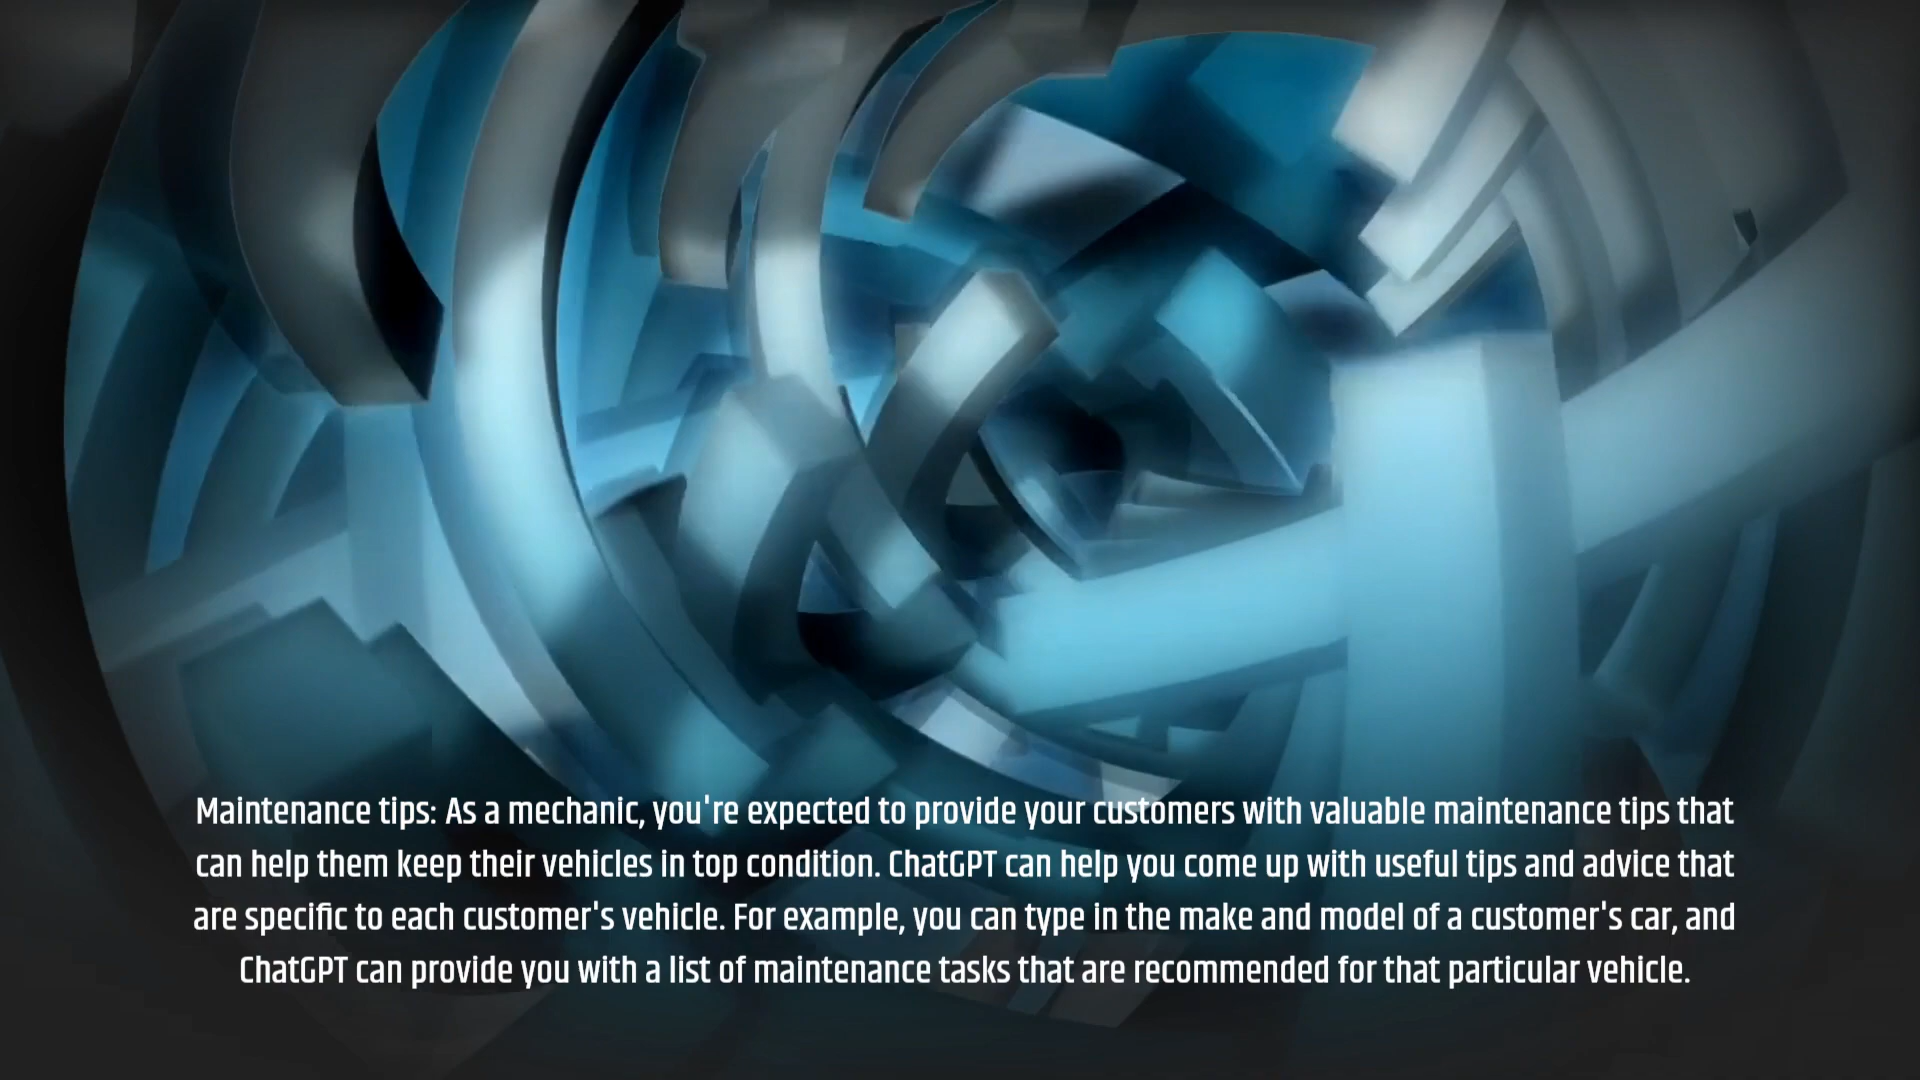 Maintenance tips: As a mechanic, you're expected to provide your customers with valuable maintenance tips that
can help them keep their vehicles in top condition. ChatGPT can help you come up with useful tips and advice that
are specific to each customer's vehicle. For example, you can type in the make and model of a customer's car, and
ChatGPT can provide you with a list of maintenance tasks that are recommended for that particular vehicle.